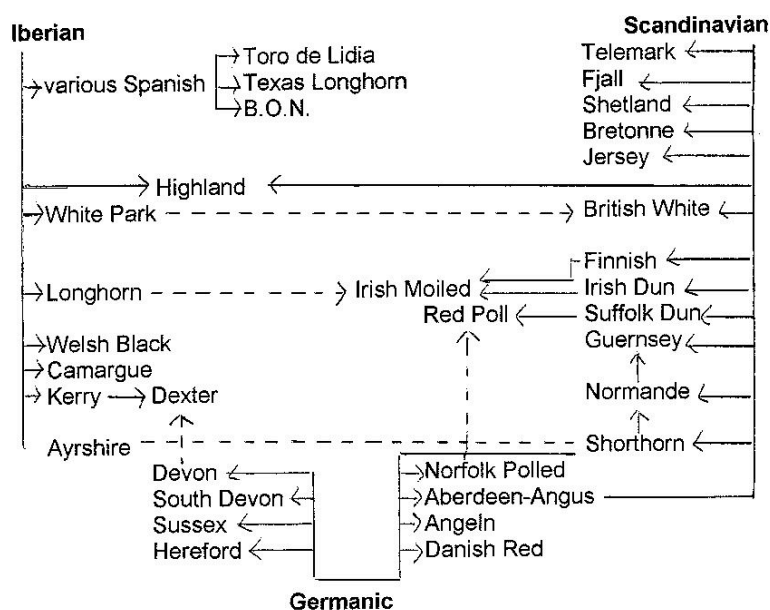 Iberian Scandinavian
Toro de Lidia Telemark
various Spanish Texas Longhorn Fjall
B.O.N. Shetland
Bretonne
Jersey
Highland
White Park British White
Finnish
Longhorn Irish Moiled Irish Dun
Red Poll Suffolk Dun
Welsh Black Guernsey
Camargue
Kerry Dexter Normande
Ayrshire Shorthorn
Devon Norfolk Polled
South Devon Aberdeen-Angus
Sussex Angeln
Hereford Danish Red
Germanic